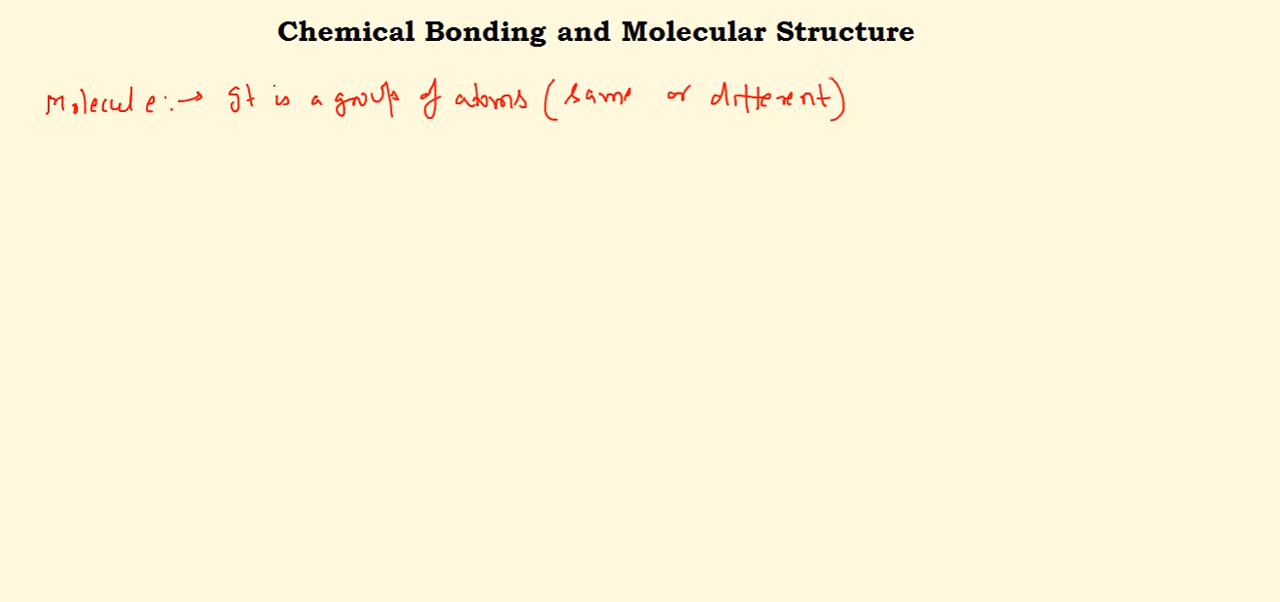 Chemical Bonding and Molecular Structure
Molecule :→ It is a group of atoms (same or different)